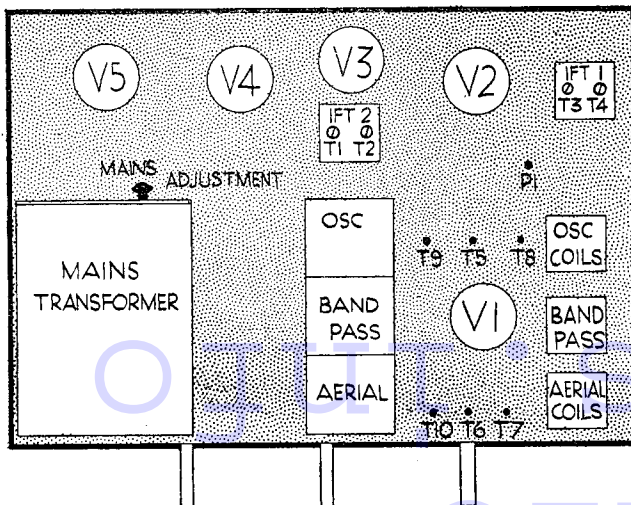 V5
V4
V3
V2
IFT 1
T3 T4
IFT 2
T1 T2
P1
MAINS ADJUSTMENT
MAINS
TRANSFORMER
OSC
BAND
PASS
AERIAL
T9 T5 T8
OSC
COILS
V1
BAND
PASS
AERIAL
COILS
T10 T6 T7